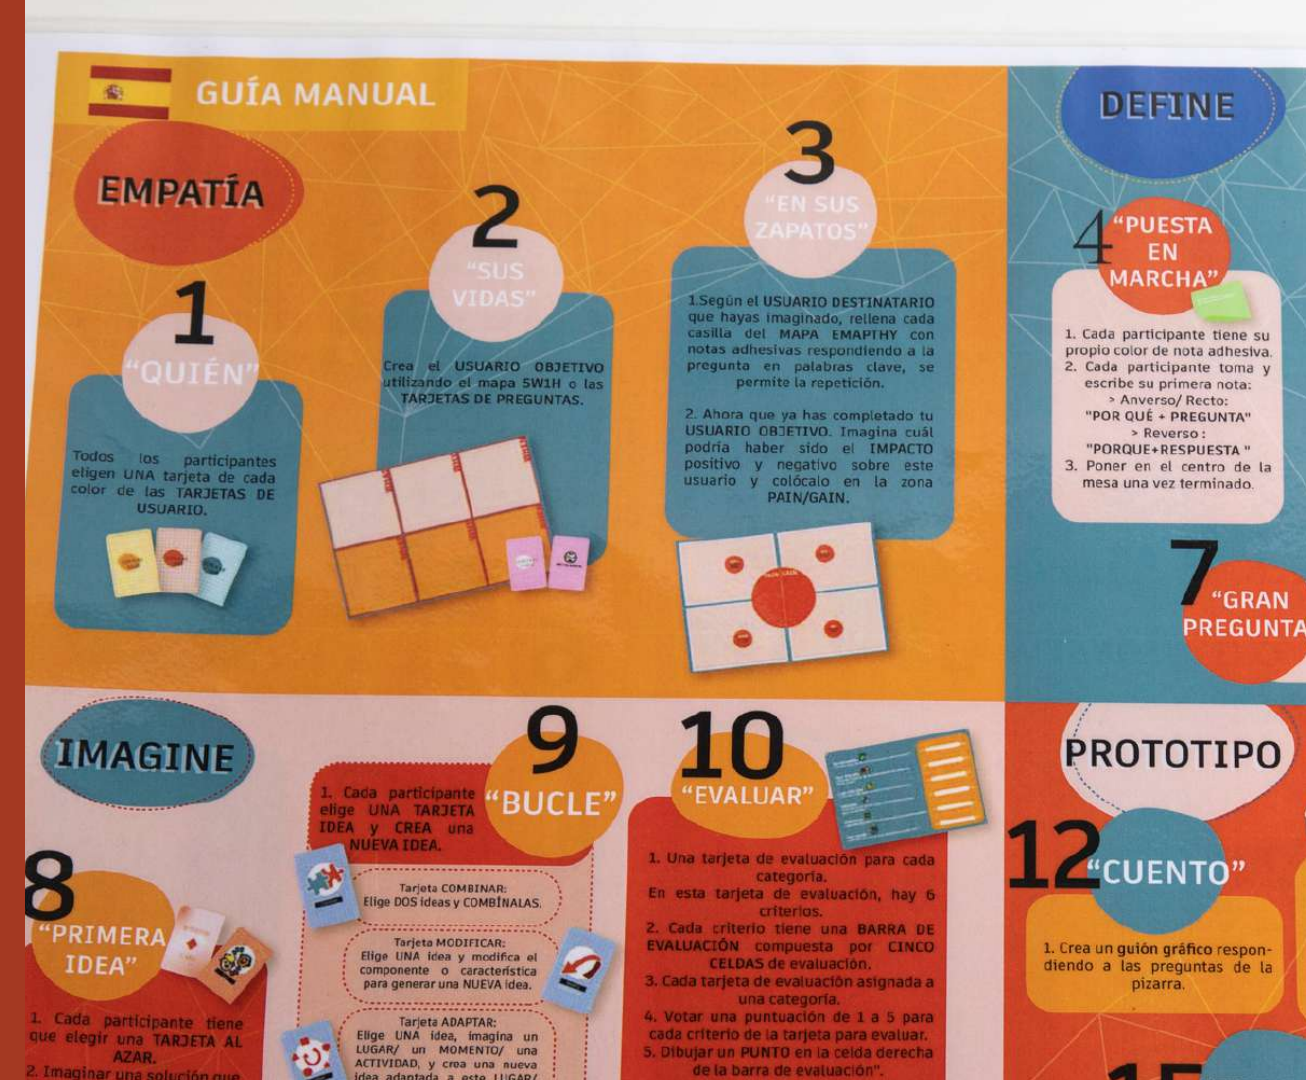 GUÍA MANUAL
EMPATÍA
1
“QUIÉN”
Todos los participantes
eligen UNA tarjeta de cada
color de las TARJETAS DE
USUARIO.
2
“SUS
VIDAS”
Crea el USUARIO OBJETIVO
utilizando el mapa 5W1H o las
TARJETAS DE PREGUNTAS.
3
“EN SUS
ZAPATOS”
1.Según el USUARIO DESTINATARIO
que hayas imaginado, rellena cada
casilla del MAPA EMAPTHY con
notas adhesivas respondiendo a la
pregunta en palabras clave, se
permite la repetición.
2. Ahora que ya has completado tu
USUARIO OBJETIVO. Imagina cuál
podría haber sido el IMPACTO
positivo y negativo sobre este
usuario y colócalo en la zona
PAIN/GAIN.
DEFINE
4
“PUESTA
EN
MARCHA”
1. Cada participante tiene su
propio color de nota adhesiva.
2. Cada participante toma y
escribe su primera nota:
> Anverso/ Recto:
"POR QUÉ + PREGUNTA"
> Reverso :
"PORQUE+RESPUESTA "
3. Poner en el centro de la
mesa una vez terminado.
7
“GRAN
PREGUNTA
IMAGINE
8
“PRIMERA
IDEA”
1. Cada participante tiene
que elegir una TARJETA AL
AZAR.
2. Imaginar una solución que
9
“BUCLE”
1. Cada participante
elige UNA TARJETA
IDEA y CREA una
NUEVA IDEA.
Tarjeta COMBINAR:
Elige DOS ideas y COMBÍNALAS.
Tarjeta MODIFICAR:
Elige UNA idea y modifica el
componente o característica
para generar una NUEVA idea.
Tarjeta ADAPTAR:
Elige UNA idea, imagina un
LUGAR/ un MOMENTO/ una
ACTIVIDAD, y crea una nueva
idea adaptada a este LUGAR/
10
“EVALUAR”
1. Una tarjeta de evaluación para cada
categoría.
En esta tarjeta de evaluación, hay 6
criterios.
2. Cada criterio tiene una BARRA DE
EVALUACIÓN compuesta por CINCO
CELDAS de evaluación.
3. Cada tarjeta de evaluación asignada a
una categoría.
4. Votar una puntuación de 1 a 5 para
cada criterio de la tarjeta para evaluar.
5. Dibujar un PUNTO en la celda derecha
de la barra de evaluación".
PROTOTIPO
12
“CUENTO”
1. Crea un guión gráfico respon-
diendo a las preguntas de la
pizarra.
15